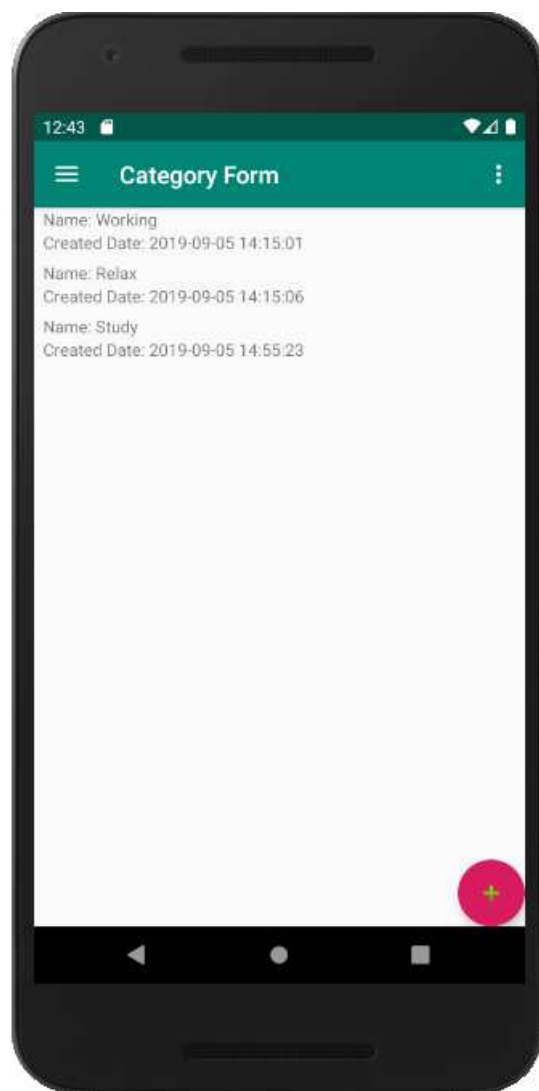 12:43
Category Form
Name: Working
Created Date: 2019-09-05 14:15:01
Name: Relax
Created Date: 2019-09-05 14:15:06
Name: Study
Created Date: 2019-09-05 14:55:23
+